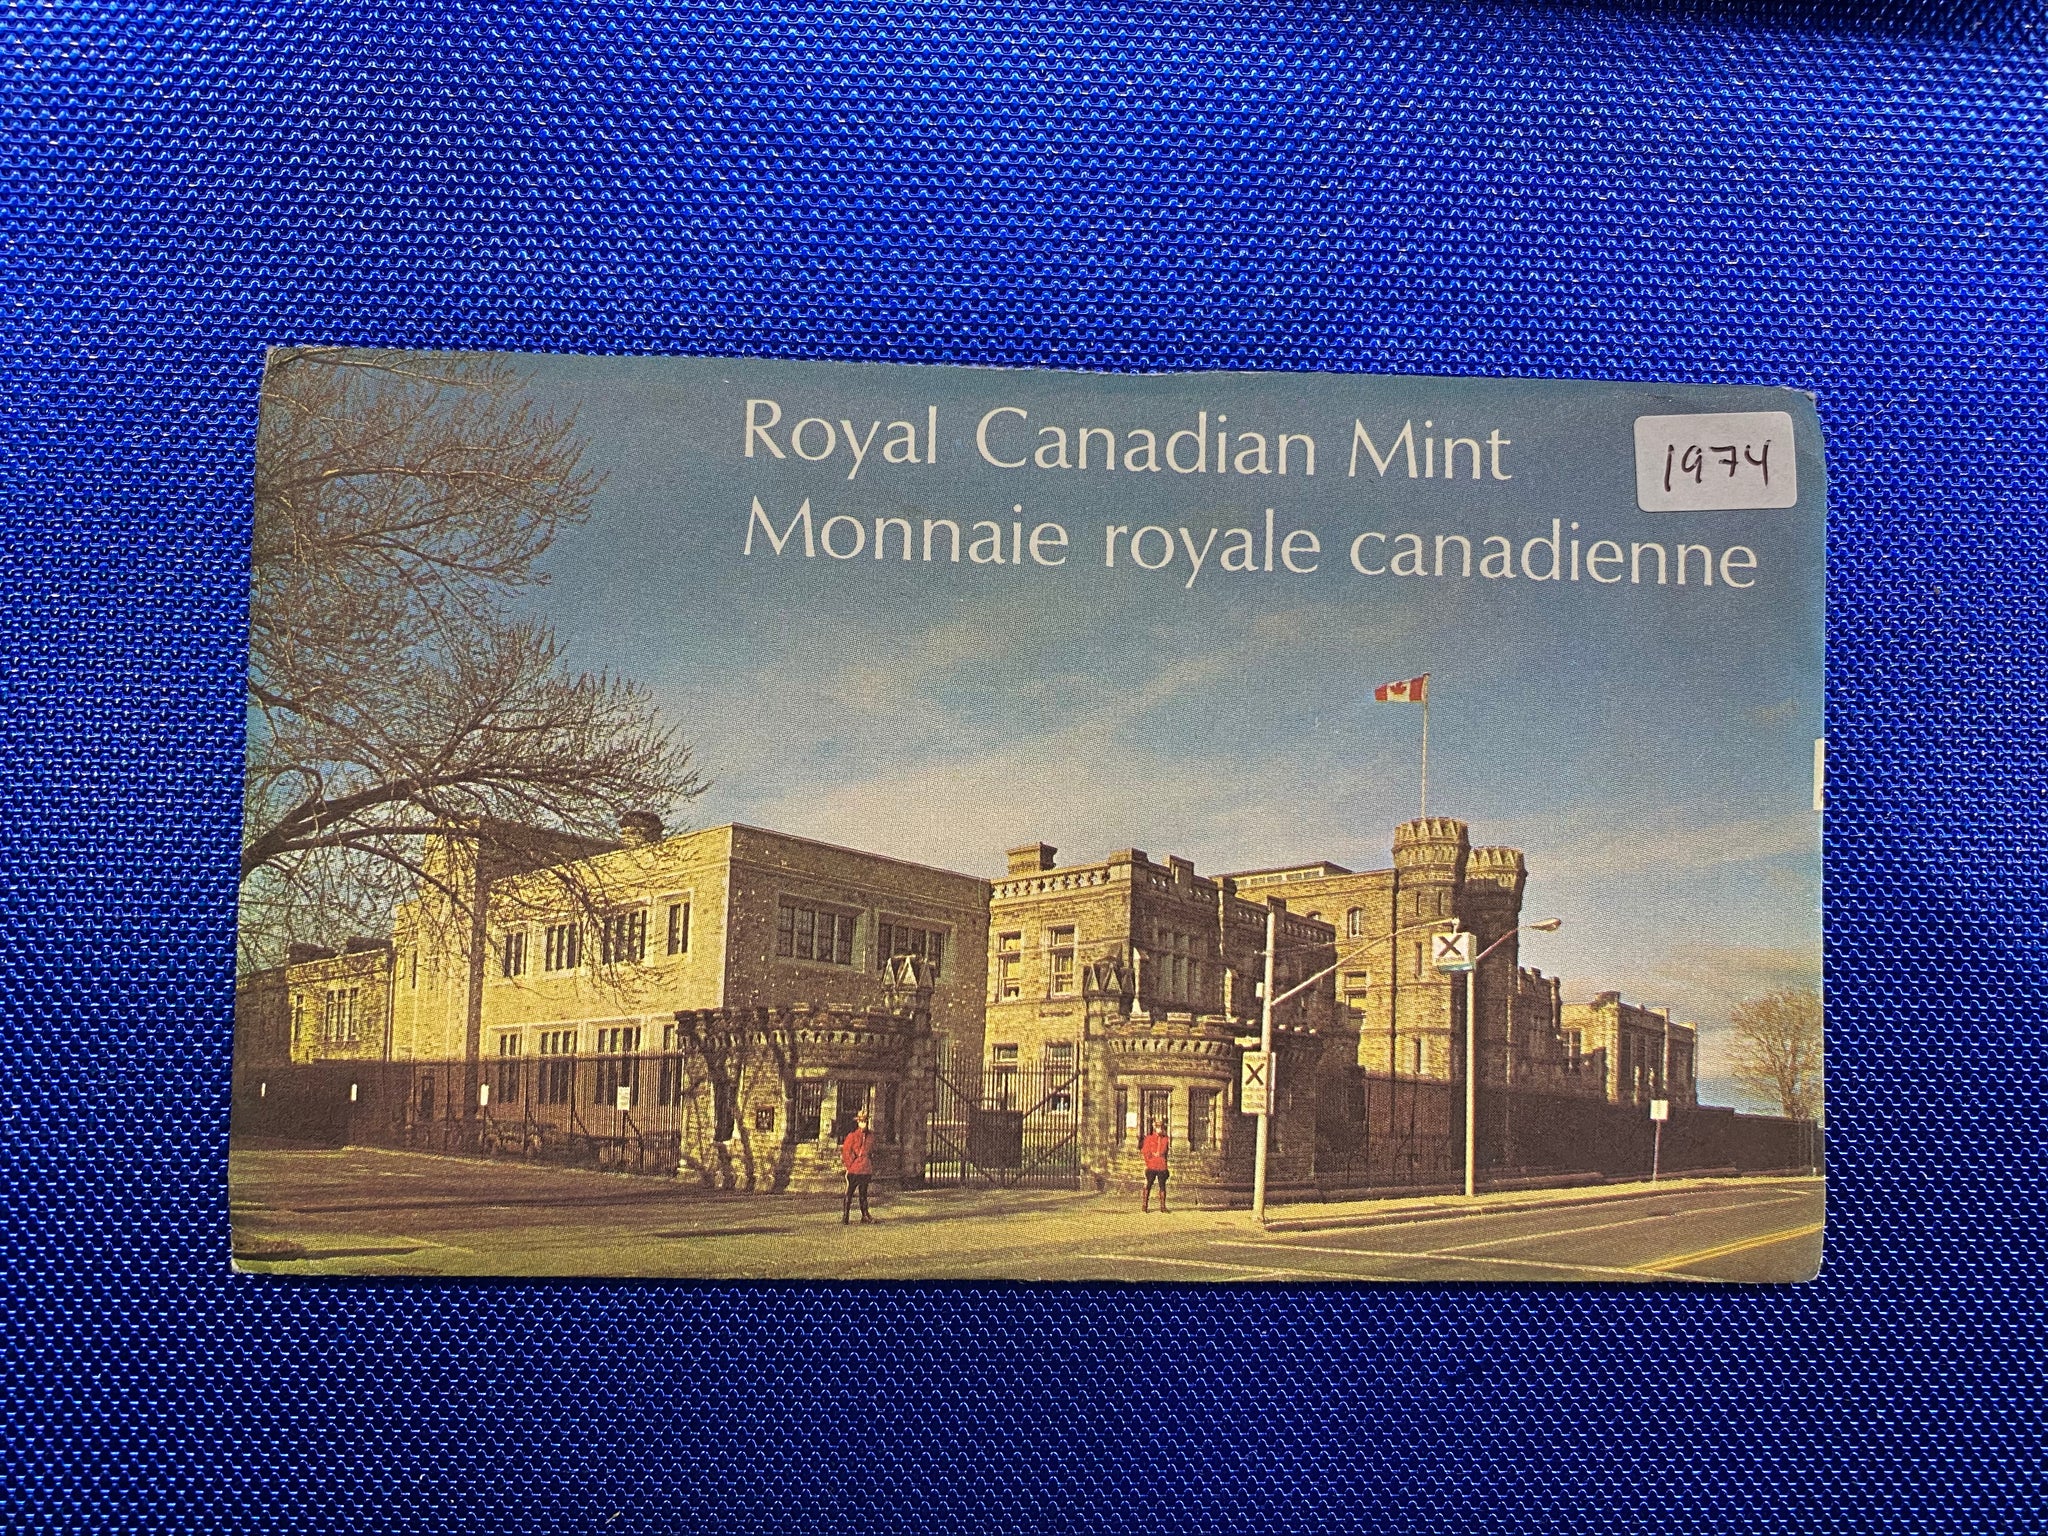 Royal Canadian Mint
1974
Monnaie royale canadienne
X
X